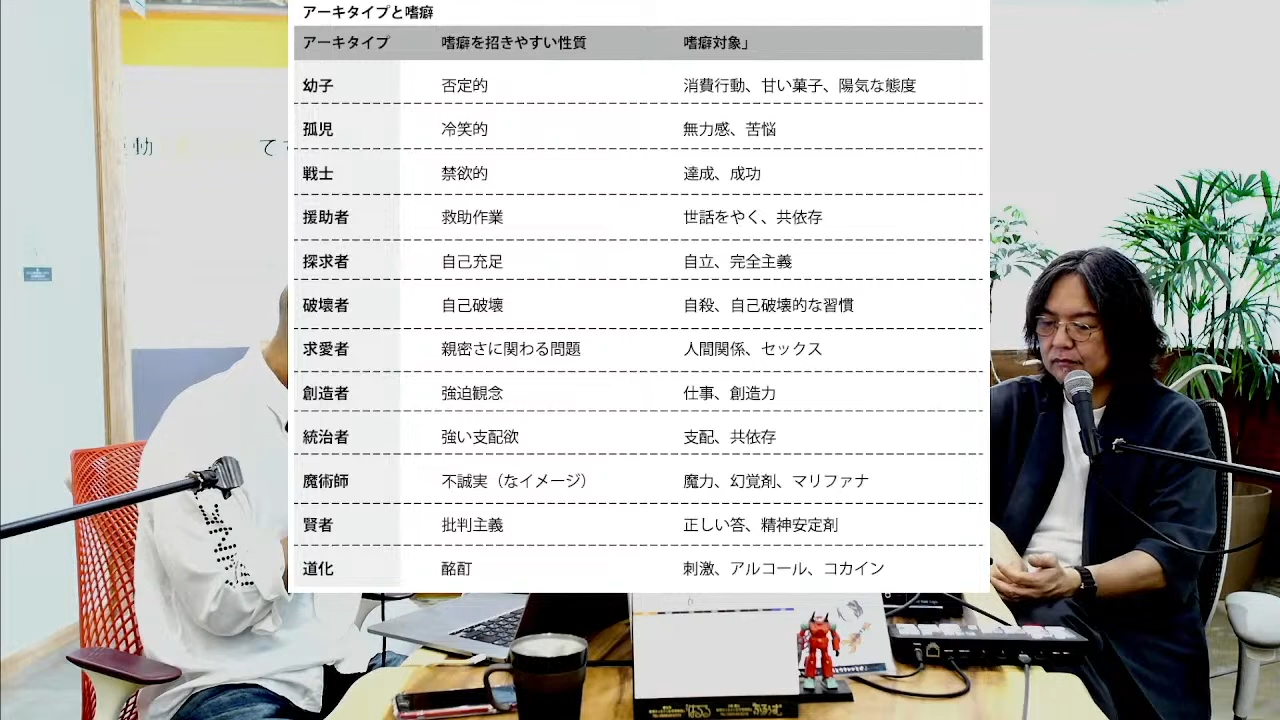 アーキタイプと嗜癖
アーキタイプ 嗜癖を招きやすい性質 嗜癖対象」
幼子 否定的 消費行動、甘い菓子、陽気な態度
孤児 冷笑的 無力感、苦悩
戦士 禁欲的 達成、成功
援助者 救助作業 世話をやく、共依存
探求者 自己充足 自立、完全主義
破壊者 自己破壊 自殺、自己破壊的な習慣
求愛者 親密さに関わる問題 人間関係、セックス
創造者 強迫観念 仕事、創造力
統治者 強い支配欲 支配、共依存
魔術師 不誠実（なイメージ） 魔力、幻覚剤、マリファナ
賢者 批判主義 正しい答、精神安定剤
道化 酩酊 刺激、アルコール、コカイン
動 て